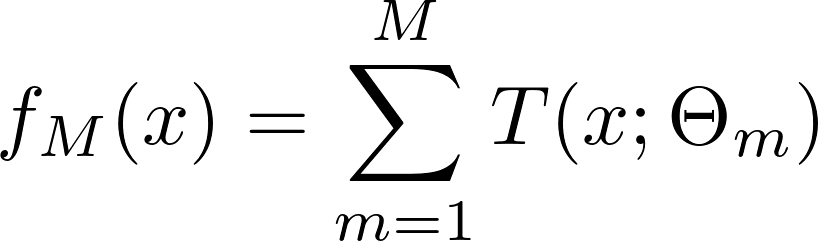 f_M(x) = \sum_{m=1}^{M} T(x; \Theta_m)